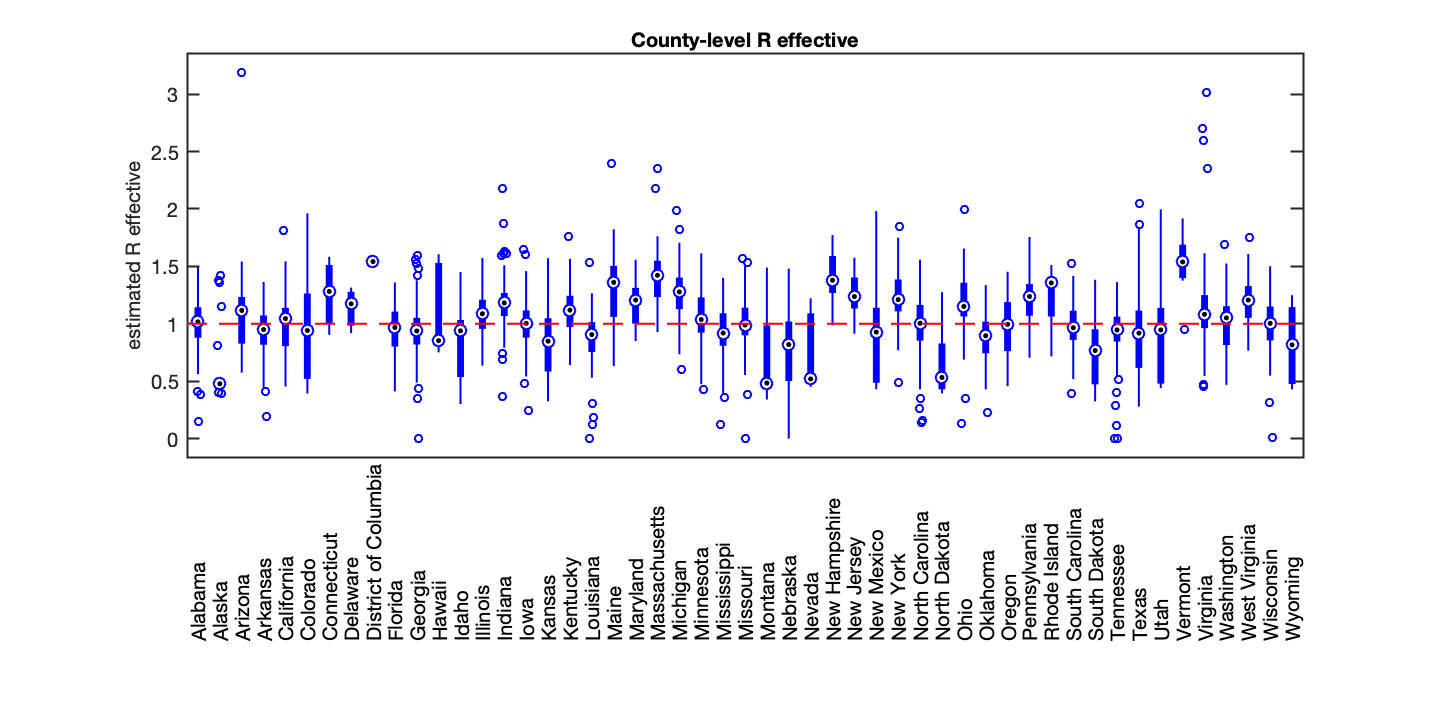 County-level R effective
estimated R effective
3
2.5
2
1.5
1
0.5
0
Alabama
Alaska
Arizona
Arkansas
California
Colorado
Connecticut
Delaware
District of Columbia
Florida
Georgia
Hawaii
Idaho
Illinois
Indiana
Iowa
Kansas
Kentucky
Louisiana
Maine
Maryland
Massachusetts
Michigan
Minnesota
Mississippi
Missouri
Montana
Nebraska
Nevada
New Hampshire
New Jersey
New Mexico
New York
North Carolina
North Dakota
Ohio
Oklahoma
Oregon
Pennsylvania
Rhode Island
South Carolina
South Dakota
Tennessee
Texas
Utah
Vermont
Virginia
Washington
West Virginia
Wisconsin
Wyoming